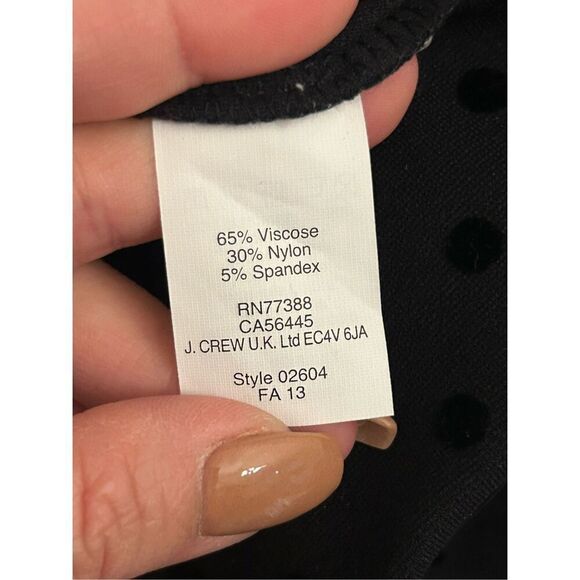 65% Viscose
30% Nylon
5% Spandex
RN77388
CA56445
J. CREW U.K. Ltd EC4V 6JA
Style 02604
FA 13